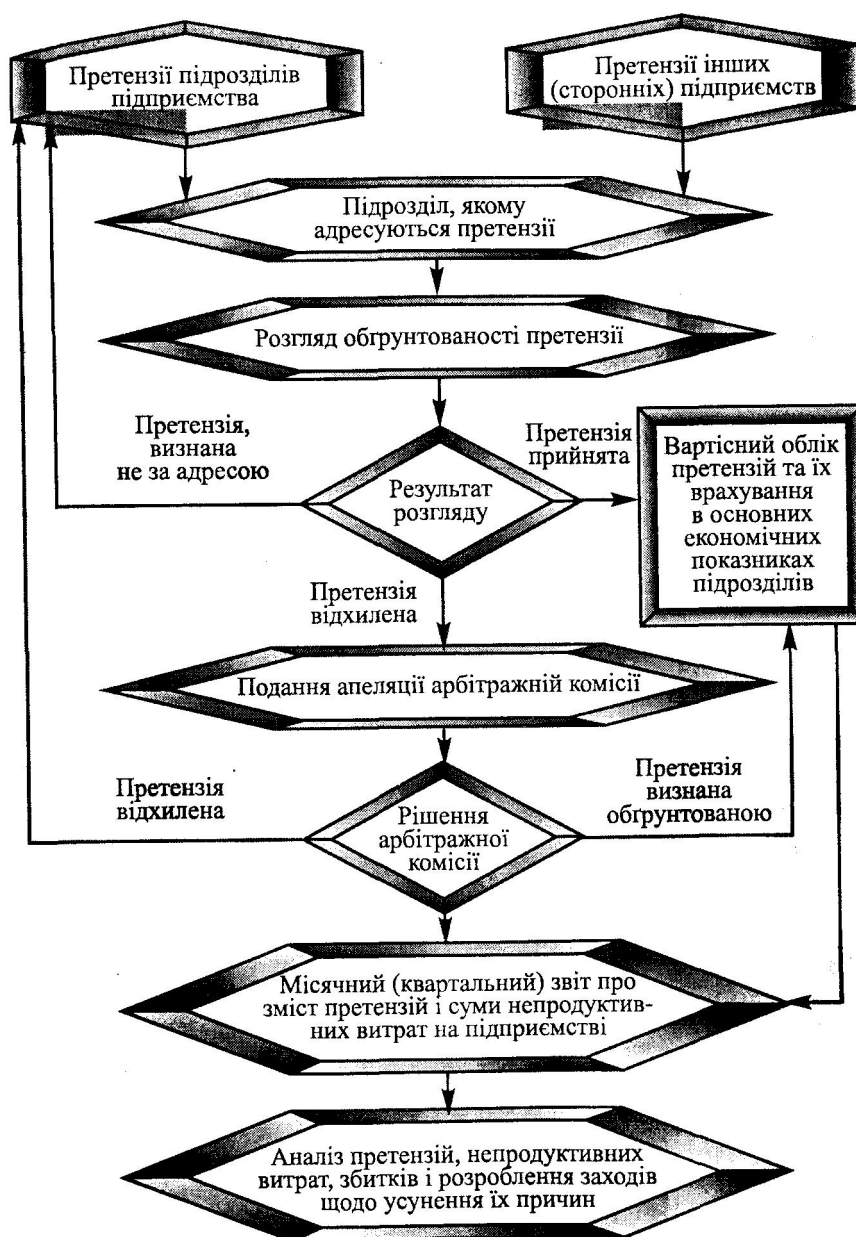 Претензії підрозділів
підприємства
Претензії інших
(сторонніх) підприємств
Підрозділ, якому
адресуються претензії
Розгляд обґрунтованості претензії
Претензія,
визнана
не за адресою
Результат
розгляду
Претензія
прийнята
Вартісний облік
претензій та їх
врахування
в основних
економічних
показниках
підрозділів
Претензія
відхилена
Подання апеляції арбітражній комісії
Претензія
відхилена
Рішення
арбітражної
комісії
Претензія
визнана
обґрунтованою
Місячний (квартальний) звіт про
зміст претензій і суми непродуктив-
них витрат на підприємстві
Аналіз претензій, непродуктивних
витрат, збитків і розроблення заходів
щодо усунення їх причин